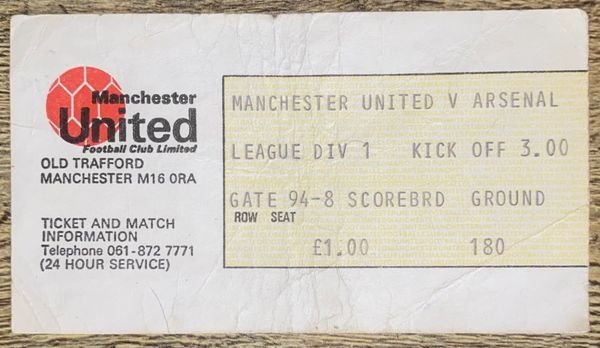 Manchester
United
Football Club Limited
OLD TRAFFORD
MANCHESTER M16 0RA
TICKET AND MATCH
INFORMATION
Telephone 061-872 7771
(24 HOUR SERVICE)
MANCHESTER UNITED V ARSENAL
LEAGUE DIV 1 KICK OFF 3.00
GATE 94-8 SCOREBRD GROUND
ROW SEAT
£1.00 180